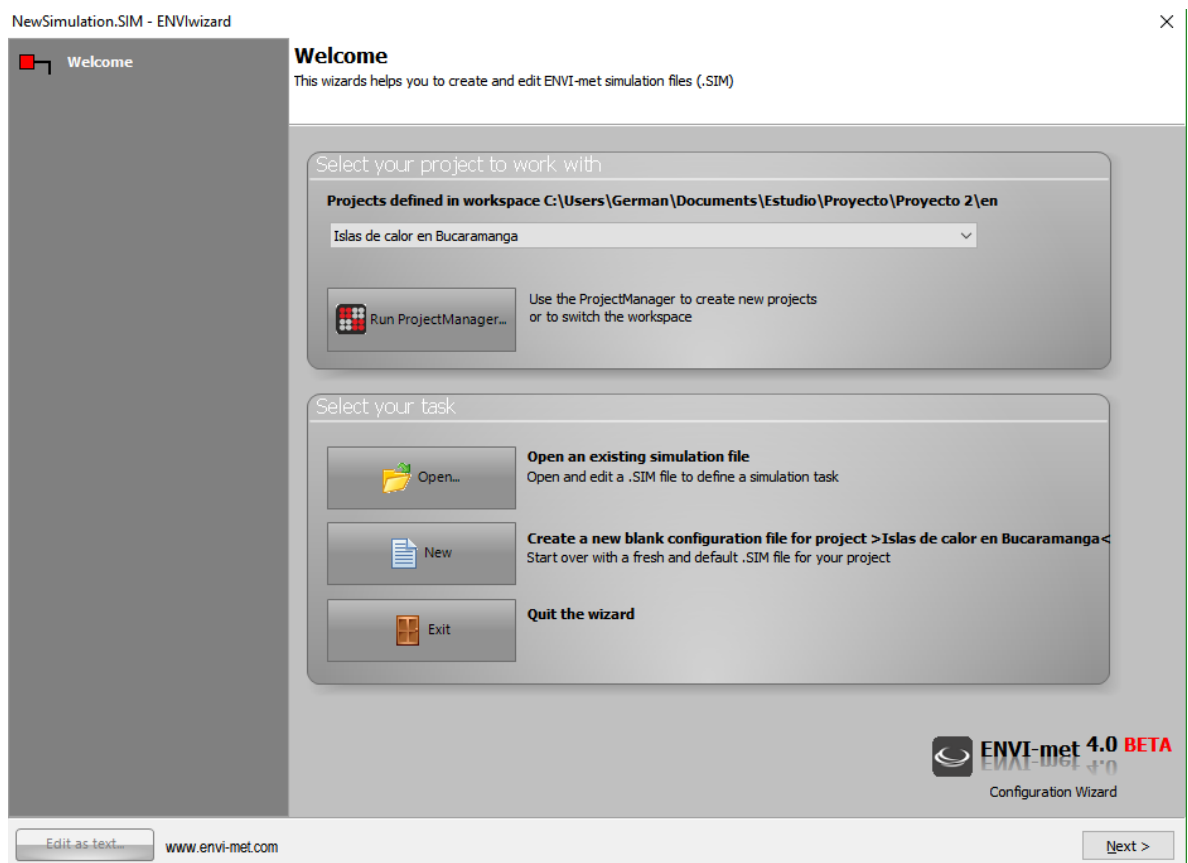 NewSimulation.SIM - ENVIwizard
Welcome
Welcome
This wizards helps you to create and edit ENVI-met simulation files (.SIM)
Select your project to work with
Projects defined in workspace C:\Users\German\Documents\Estudio\Proyecto\Proyecto 2\en
Islas de calor en Bucaramanga
Run ProjectManager...
Use the ProjectManager to create new projects
or to switch the workspace
Select your task
Open...
Open an existing simulation file
Open and edit a .SIM file to define a simulation task
New
Create a new blank configuration file for project >Islas de calor en Bucaramanga<
Start over with a fresh and default .SIM file for your project
Exit
Quit the wizard
ENVI-met 4.0 BETA
Configuration Wizard
Edit as text...
www.envi-met.com
Next >